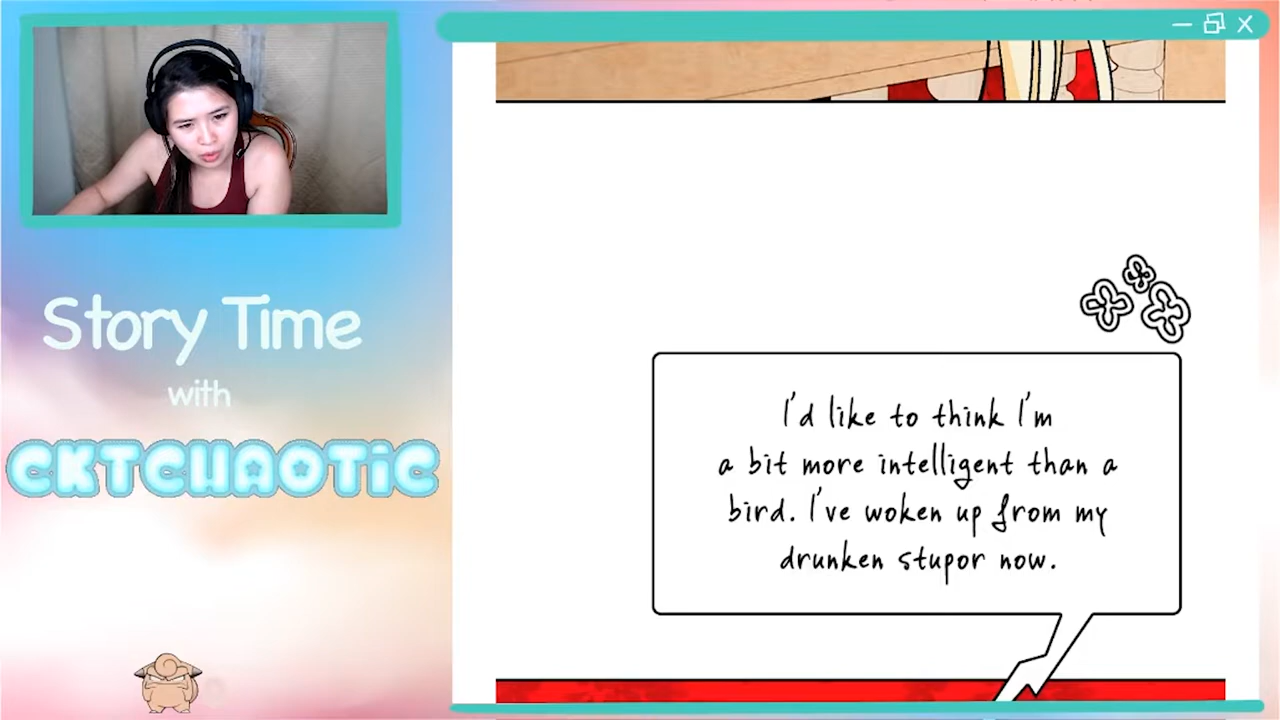 Story Time
with
CKTCHAOTIC
I'd like to think I'm
a bit more intelligent than a
bird. I've woken up from my
drunken stupor now.